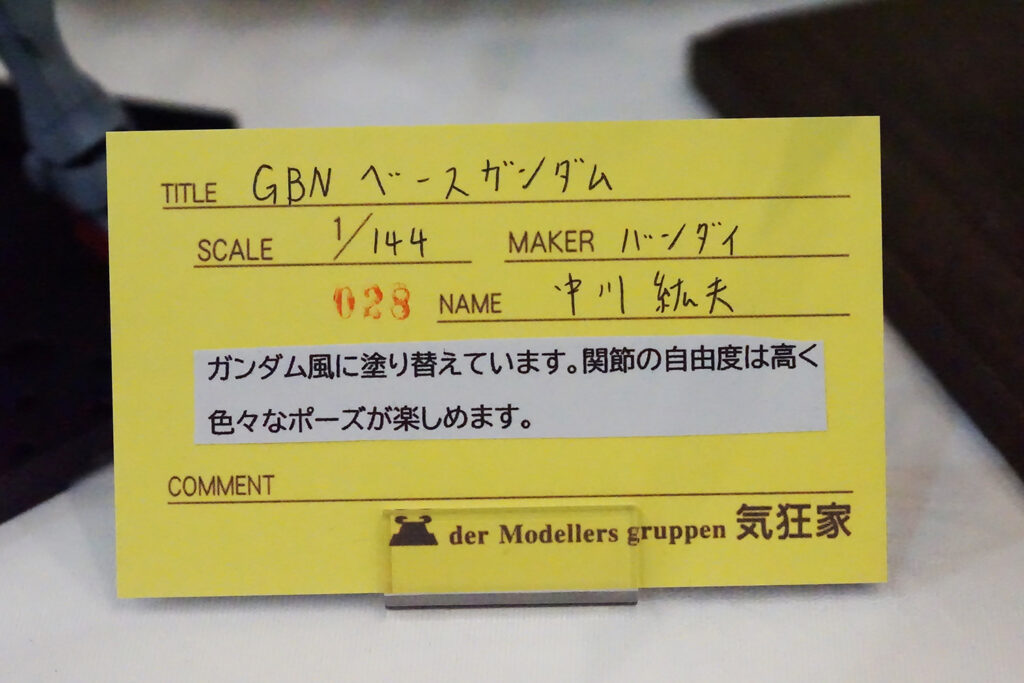 TITLE GBN ベースガンダム
SCALE 1/144 MAKER バンダイ
028 NAME 中川 紘夫
ガンダム風に塗り替えています。関節の自由度は高く
色々なポーズが楽しめます。
COMMENT
der Modellers gruppen 気狂家